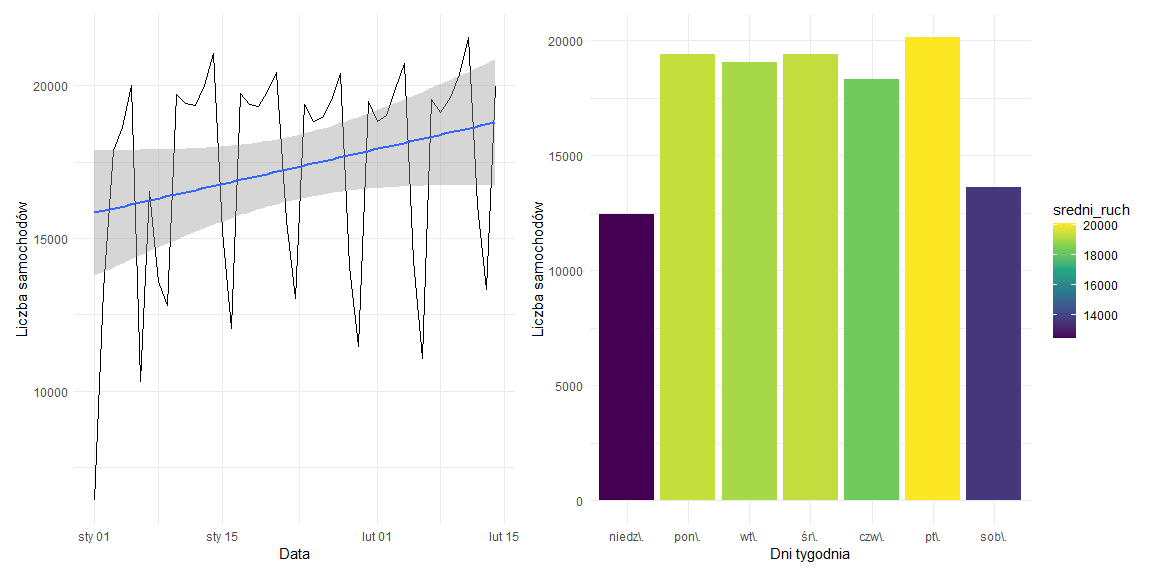 Liczba samochodów
20000
15000
10000
sty 01
sty 15
lut 01
lut 15
Data
Liczba samochodów
20000
15000
10000
5000
0
niedz\.
pon\.
wt\.
śr\.
czw\.
pt\.
sob\.
Dni tygodnia
sredni_ruch
20000
18000
16000
14000